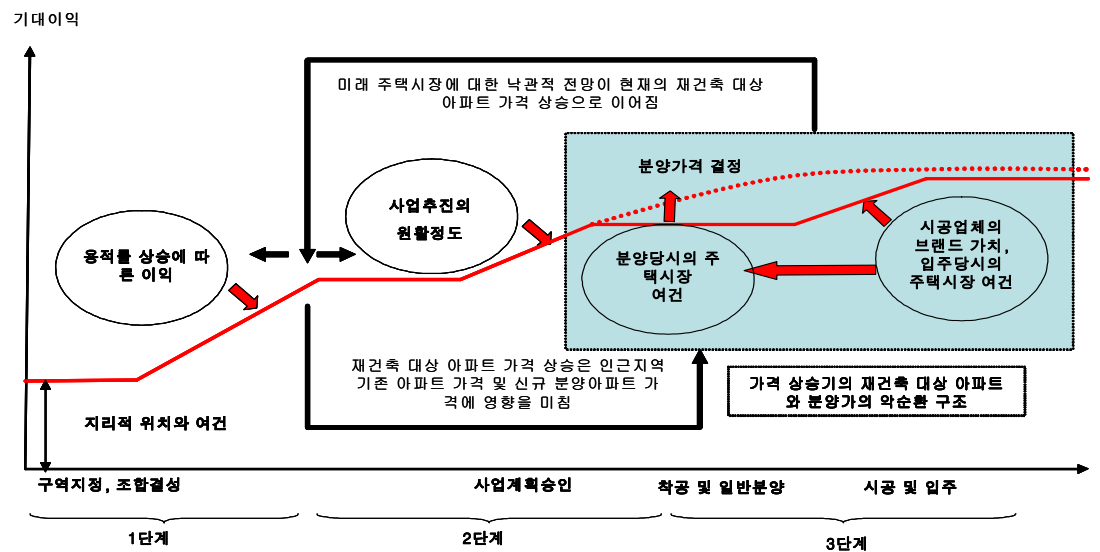 기대이익
미래 주택시장에 대한 낙관적 전망이 현재의 재건축 대상
아파트 가격 상승으로 이어짐
분양가격 결정
사업추진의
원활정도
용적률 상승에 따
른 이익
분양당시의 주
택시장
여건
시공업체의
브랜드 가치,
입주당시의
주택시장 여건
재건축 대상 아파트 가격 상승은 인근지역
기존 아파트 가격 및 신규 분양아파트 가
격에 영향을 미침
가격 상승기의 재건축 대상 아파트
와 분양가의 악순환 구조
지리적 위치와 여건
구역지정, 조합결성
사업계획승인
착공 및 일반분양
시공 및 입주
1단계
2단계
3단계